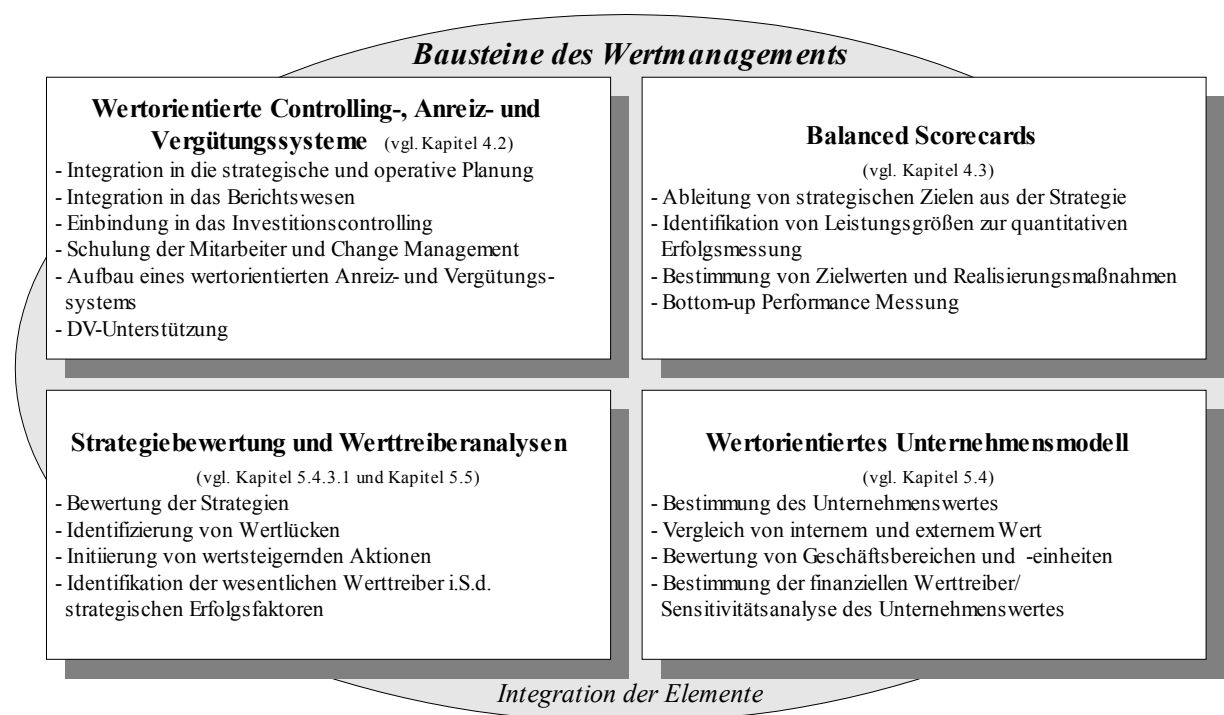 Bausteine des Wertmanagements
Wertorientierte Controlling-, Anreiz- und
Vergütungssysteme (vgl. Kapitel 4.2)
- Integration in die strategische und operative Planung
- Integration in das Berichtswesen
- Einbindung in das Investitionscontrolling
- Schulung der Mitarbeiter und Change Management
- Aufbau eines wertorientierten Anreiz- und Vergütungs-
systems
- DV-Unterstützung
Balanced Scorecards
(vgl. Kapitel 4.3)
- Ableitung von strategischen Zielen aus der Strategie
- Identifikation von Leistungsgrößen zur quantitativen
Erfolgsmessung
- Bestimmung von Zielwerten und Realisierungsmaßnahmen
- Bottom-up Performance Messung
Strategiebewertung und Werttreiberanalysen
(vgl. Kapitel 5.4.3.1 und Kapitel 5.5)
- Bewertung der Strategien
- Identifizierung von Wertlücken
- Initiierung von wertsteigernden Aktionen
- Identifikation der wesentlichen Werttreiber i.S.d.
strategischen Erfolgsfaktoren
Wertorientiertes Unternehmensmodell
(vgl. Kapitel 5.4)
- Bestimmung des Unternehmenswertes
- Vergleich von internem und externem Wert
- Bewertung von Geschäftsbereichen und -einheiten
- Bestimmung der finanziellen Werttreiber/
Sensitivitätsanalyse des Unternehmenswertes
Integration der Elemente